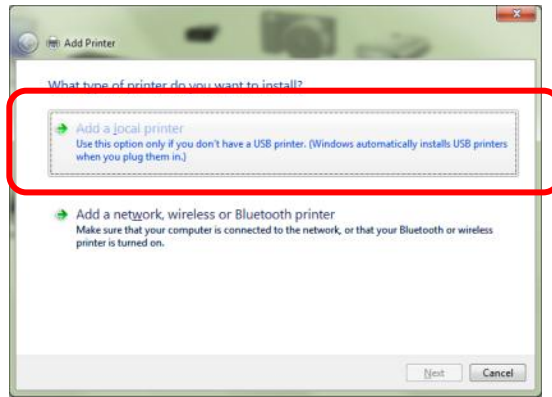 Add Printer
What type of printer do you want to install?
Add a local printer
Use this option only if you don't have a USB printer. (Windows automatically installs USB printers
when you plug them in.)
Add a network, wireless or Bluetooth printer
Make sure that your computer is connected to the network, or that your Bluetooth or wireless
printer is turned on.
Next Cancel